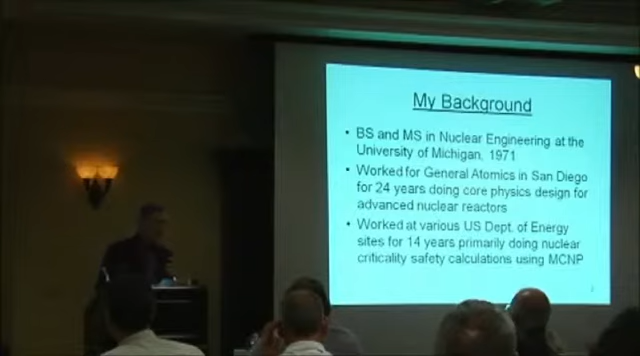 My Background
• BS and MS in Nuclear Engineering at the
University of Michigan, 1971
• Worked for General Atomics in San Diego
for 24 years doing core physics design for
advanced nuclear reactors
• Worked at various US Dept. of Energy
sites for 14 years primarily doing nuclear
criticality safety calculations using MCNP